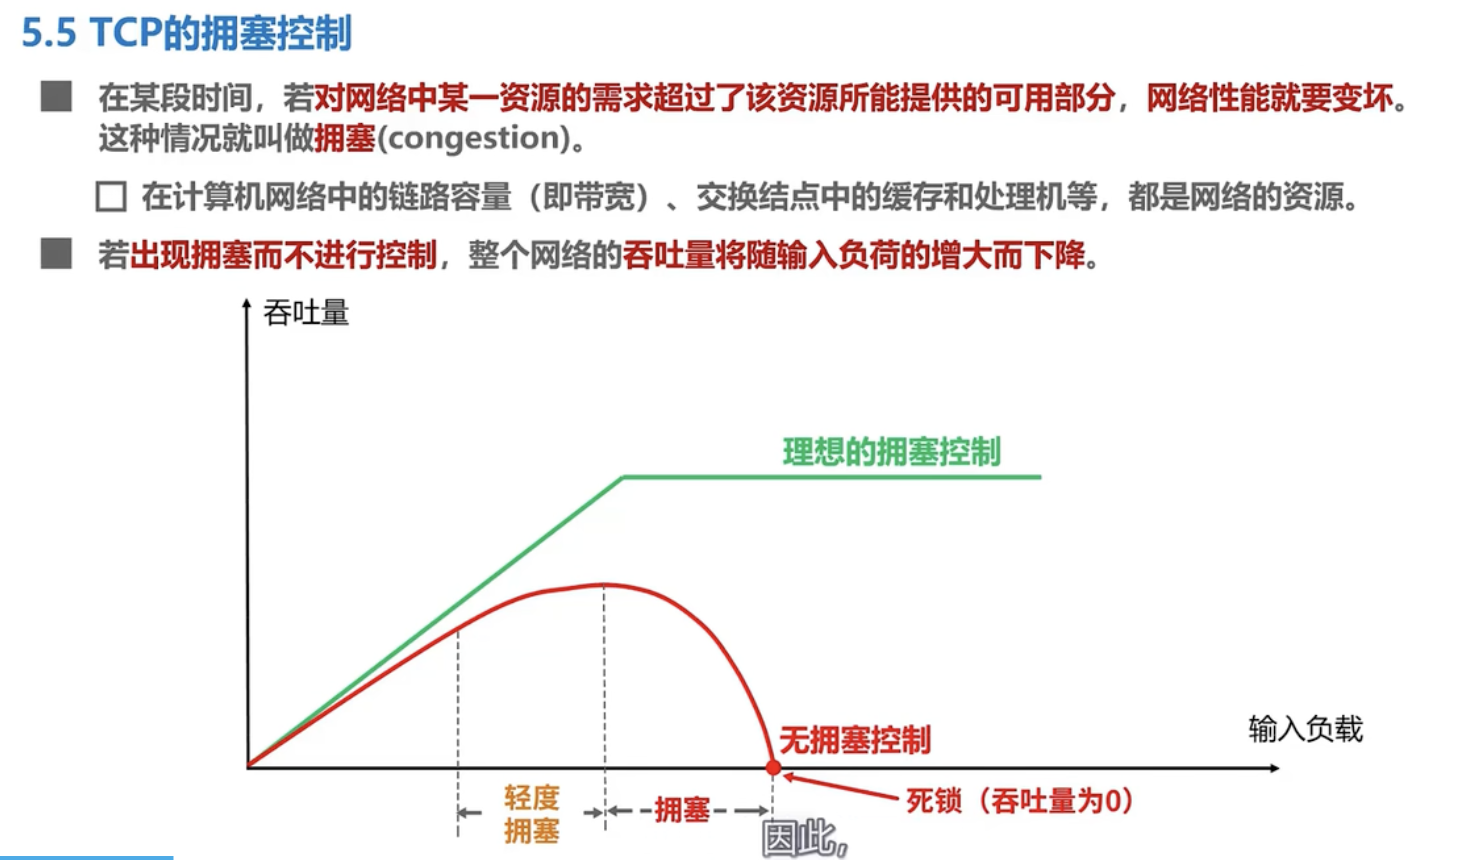 5.5 TCP的拥塞控制
在某段时间，若对网络中某一资源的需求超过了该资源所能提供的可用部分，网络性能就要变坏。
这种情况就叫做拥塞(congestion)。
在计算机网络中的链路容量（即带宽）、交换结点中的缓存和处理机等，都是网络的资源。
若出现拥塞而不进行控制，整个网络的吞吐量将随输入负荷的增大而下降。
吞吐量
理想的拥塞控制
输入负载
无拥塞控制
轻度
拥塞
拥塞
死锁（吞吐量为0）
因此,